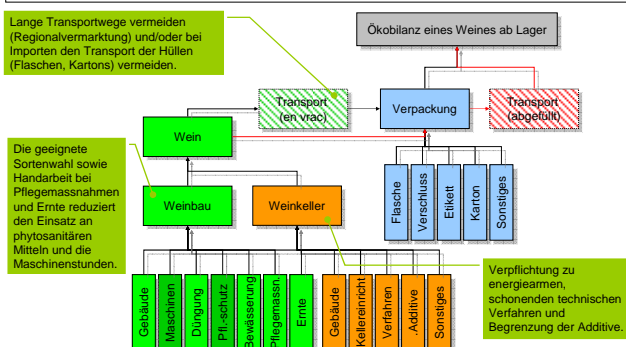 Lange Transportwege vermeiden
(Regionalvermarktung) und/oder bei
Importen den Transport der Hüllen
(Flaschen, Kartons) vermeiden.
Ökobilanz eines Weines ab Lager
Transport
(en vrac)
Verpackung
Transport
(abgefüllt)
Wein
Die geeignete
Sortenwahl sowie
Handarbeit bei
Pflegemassnahmen
und Ernte reduziert
den Einsatz an
phytosanitären
Mitteln und die
Maschinenstunden.
Weinbau
Weinkeller
Flasche
Verschluss
Etikett
Karton
Sonstiges
Verpflichtung zu
energiearmen,
schonenden technischen
Verfahren und
Begrenzung der Additive.
Gebäude
Maschinen
Düngung
Pfl.-schutz
Bewässerung
Pflegemassn.
Ernte
Gebäude
Kellereinricht
Verfahren
Additive
Sonstiges